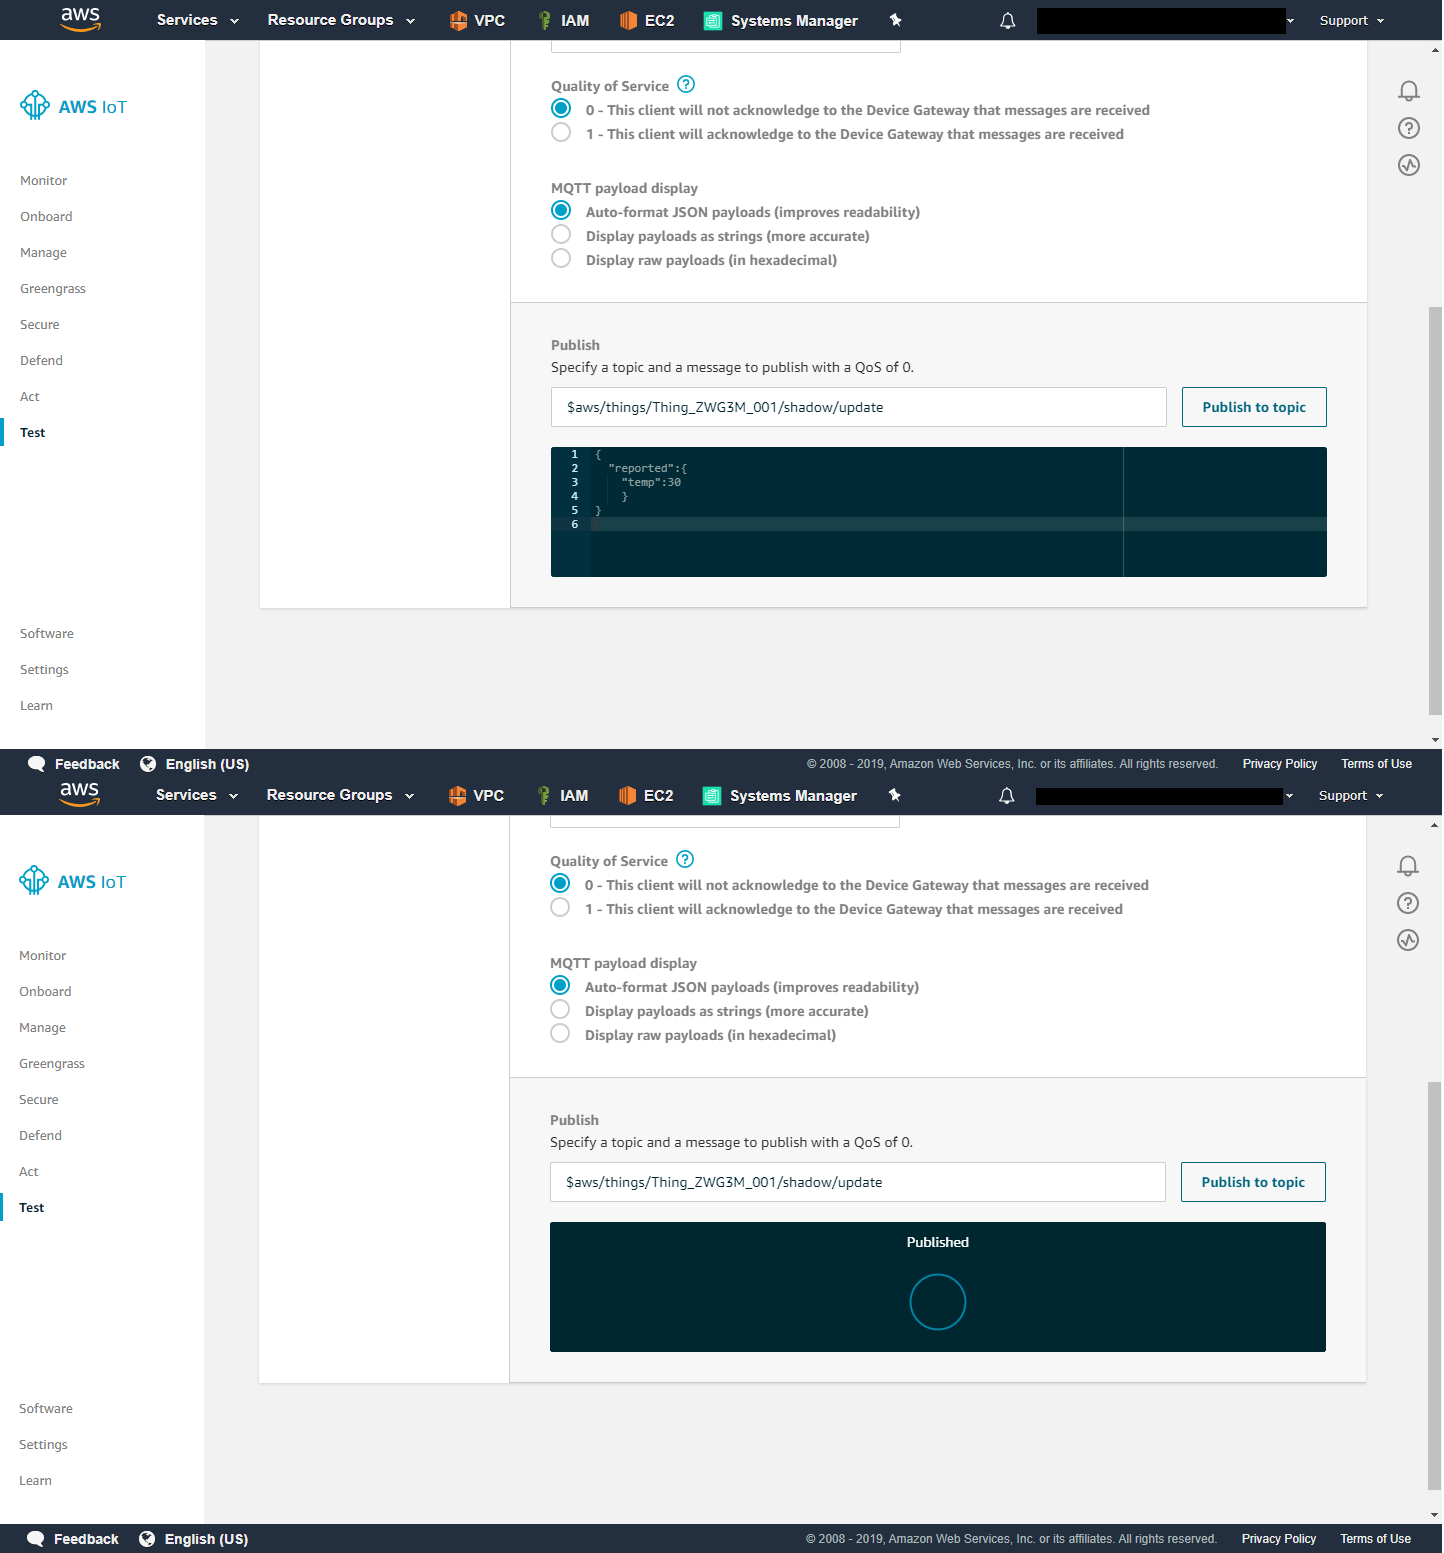 aws Services Resource Groups VPC IAM EC2 Systems Manager Support
AWS IoT
Monitor
Onboard
Manage
Greengrass
Secure
Defend
Act
Test
Software
Settings
Learn
Quality of Service ?
0 - This client will not acknowledge to the Device Gateway that messages are received
1 - This client will acknowledge to the Device Gateway that messages are received
MQTT payload display
Auto-format JSON payloads (improves readability)
Display payloads as strings (more accurate)
Display raw payloads (in hexadecimal)
Publish
Specify a topic and a message to publish with a QoS of 0.
$aws/things/Thing_ZWG3M_001/shadow/update Publish to topic
1 {
2 "reported":{
3 "temp":30
4 }
5 }
6
Feedback English (US) © 2008 - 2019, Amazon Web Services, Inc. or its affiliates. All rights reserved. Privacy Policy Terms of Use
aws Services Resource Groups VPC IAM EC2 Systems Manager Support
AWS IoT
Monitor
Onboard
Manage
Greengrass
Secure
Defend
Act
Test
Software
Settings
Learn
Quality of Service ?
0 - This client will not acknowledge to the Device Gateway that messages are received
1 - This client will acknowledge to the Device Gateway that messages are received
MQTT payload display
Auto-format JSON payloads (improves readability)
Display payloads as strings (more accurate)
Display raw payloads (in hexadecimal)
Publish
Specify a topic and a message to publish with a QoS of 0.
$aws/things/Thing_ZWG3M_001/shadow/update Publish to topic
Published
Feedback English (US) © 2008 - 2019, Amazon Web Services, Inc. or its affiliates. All rights reserved. Privacy Policy Terms of Use